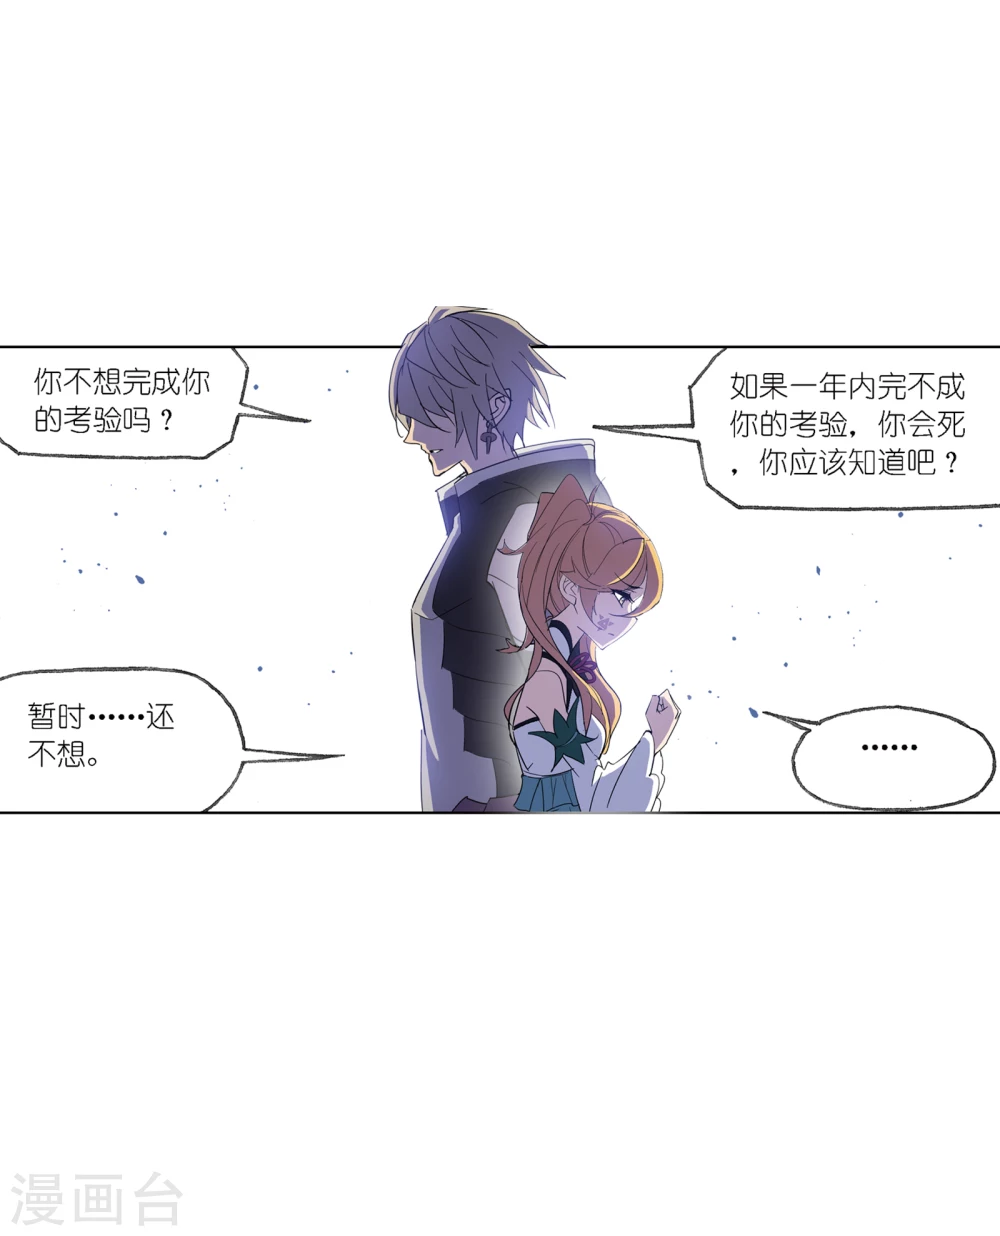 你不想完成你
的考验吗？
如果一年内完不成
你的考验，你会死
，你应该知道吧？
暂时……还
不想。
……
漫画台